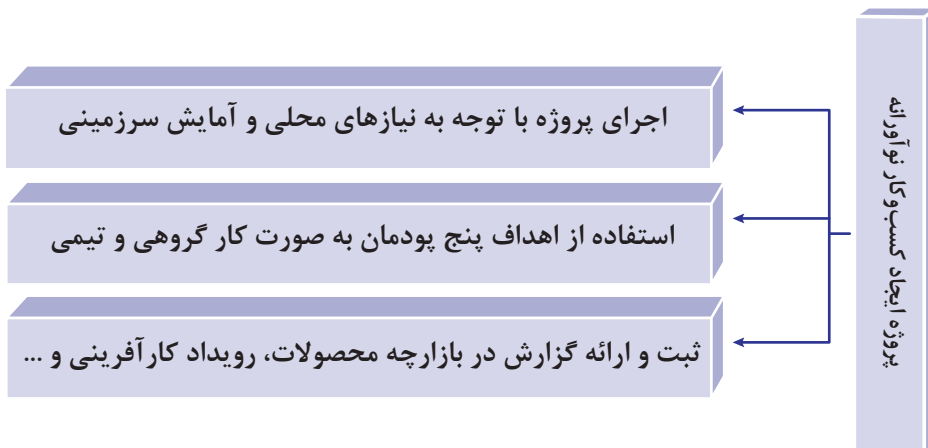 پروژه ایجاد کسب‌وکار نوآورانه
اجرای پروژه با توجه به نیازهای محلی و آمایش سرزمینی
استفاده از اهداف پنج پودمان به صورت کار گروهی و تیمی
ثبت و ارائه گزارش در بازارچه محصولات، رویداد کارآفرینی و ...